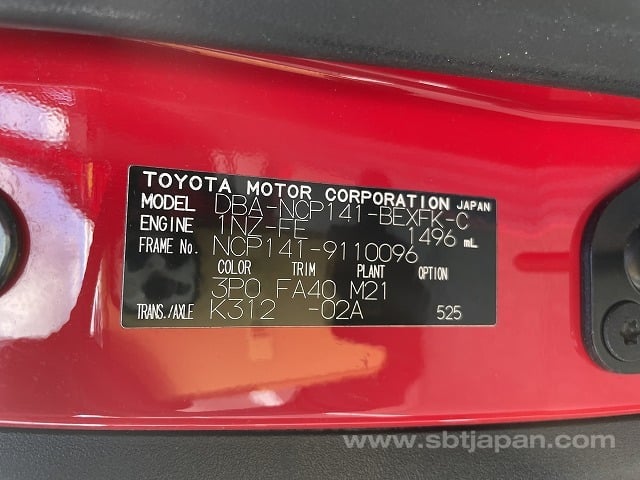 TOYOTA MOTOR CORPORATION JAPAN
MODEL DBA-NCP141-BEXFK-C
ENGINE 1NZ-FE 1496 mL
FRAME No. NCP141-9110096
COLOR TRIM PLANT OPTION
3P0 FA40 M21
TRANS./AXLE K312 -02A 525
www.sbtjapan.com